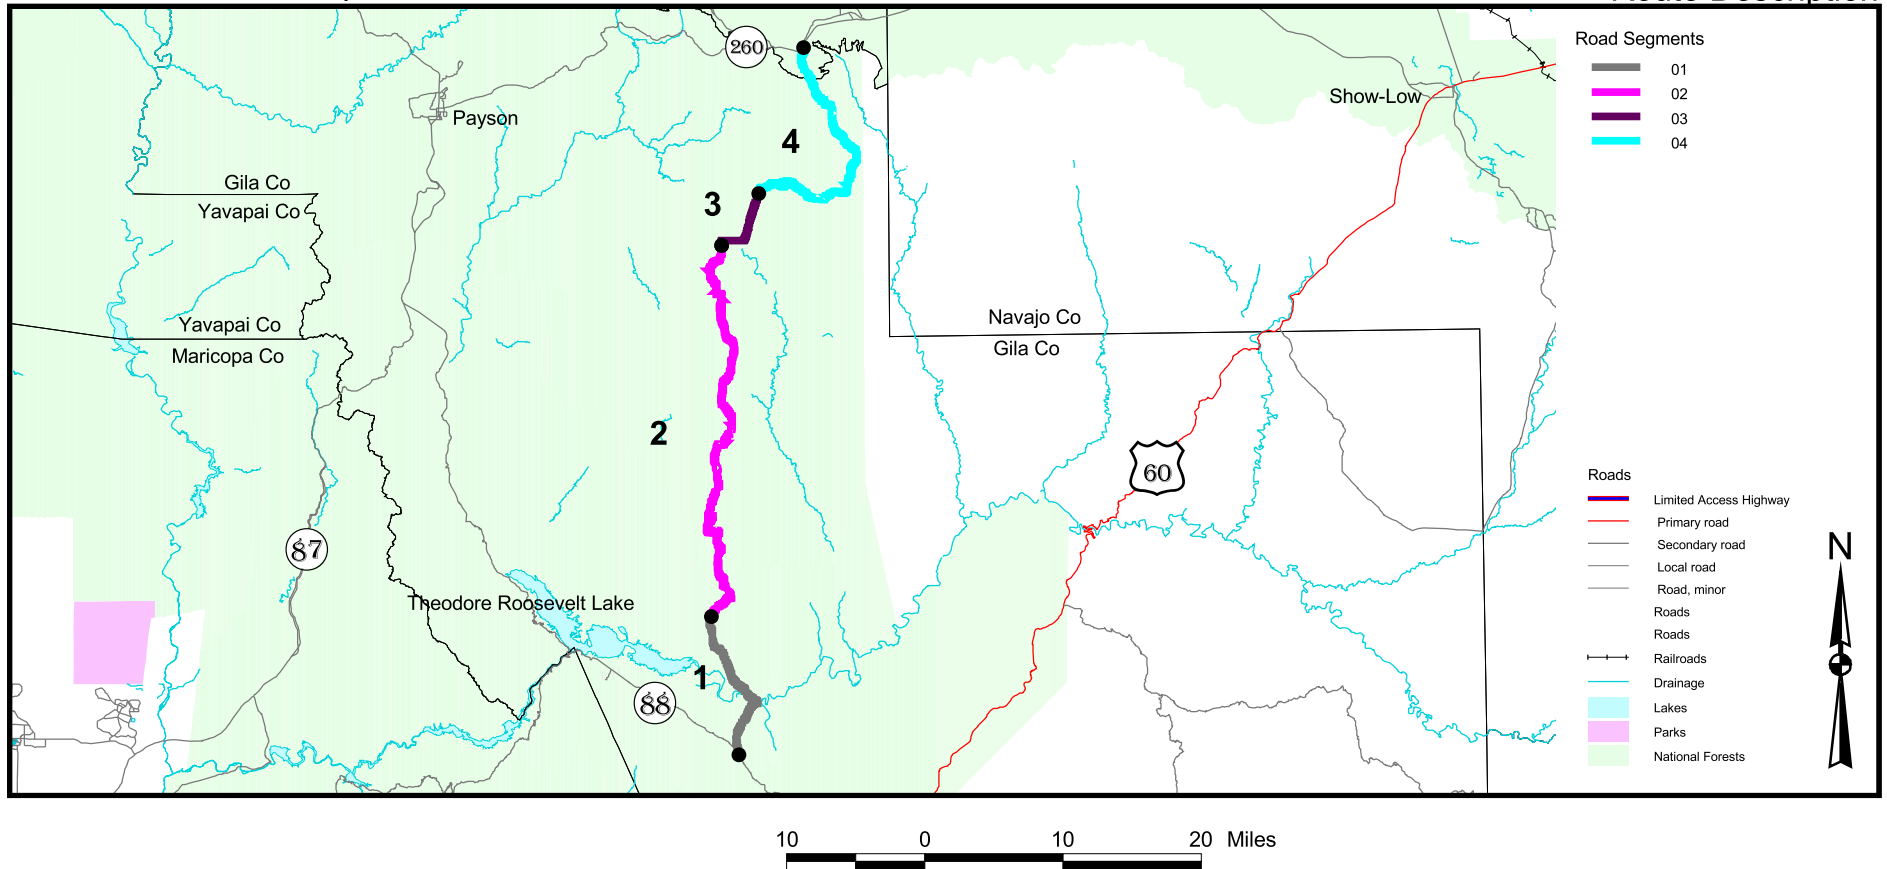 Route Description
260
Payson
4
Show-Low
Gila Co
Yavapai Co
3
Yavapai Co
Maricopa Co
Navajo Co
Gila Co
2
60
87
Theodore Roosevelt Lake
1
88
Road Segments
01
02
03
04
Roads
Limited Access Highway
Primary road
Secondary road
Local road
Road, minor
Roads
Roads
Railroads
Drainage
Lakes
Parks
National Forests
N
10 0 10 20 Miles